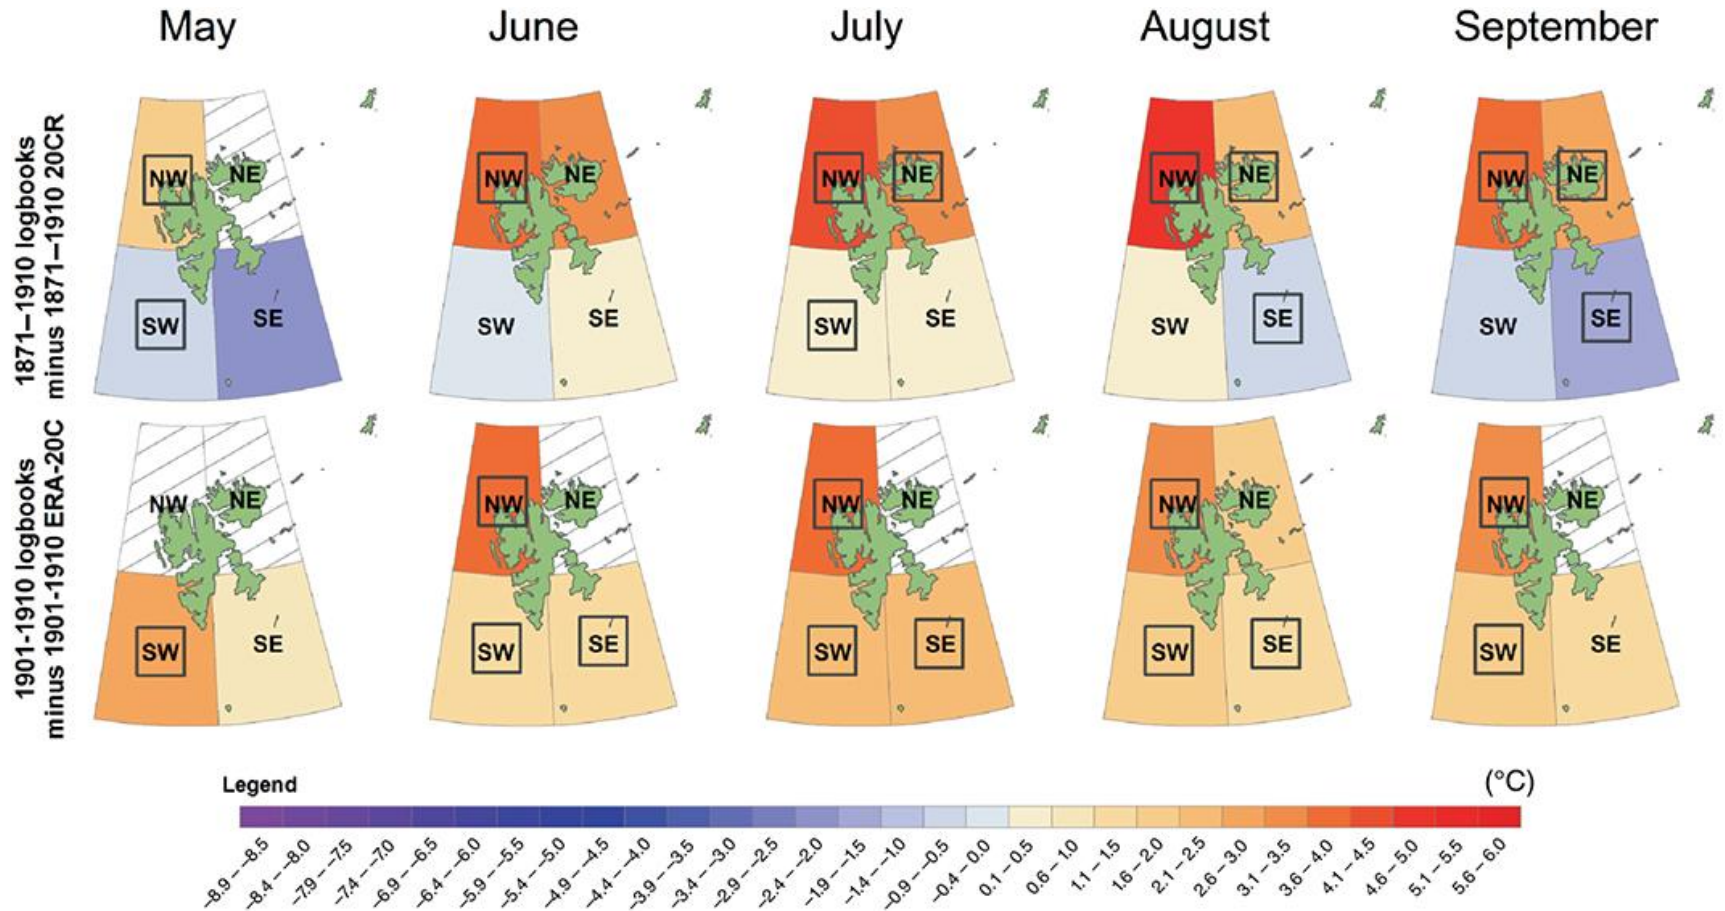 May June July August September
1871–1910 logbooks
minus 1871–1910 20CR
NW NE NW NE NW NE NW NE
NW NE
SW SE SW SE SW SE SW SE SW SE
1901-1910 logbooks
minus 1901-1910 ERA-20C
NW NE NW NE NW NE NW NE NW NE
SW SE SW SE SW SE SW SE SW SE
Legend (°C)
–8.9 – –8.5
–8.4 – –8.0
–7.9 – –7.5
–7.4 – –7.0
–6.9 – –6.5
–6.4 – –6.0
–5.9 – –5.5
–5.4 – –5.0
–4.9 – –4.5
–4.4 – –4.0
–3.9 – –3.5
–3.4 – –3.0
–2.9 – –2.5
–2.4 – –2.0
–1.9 – –1.5
–1.4 – –1.0
–0.9 – –0.5
–0.4 – 0.0
0.1 – 0.5
0.6 – 1.0
1.1 – 1.5
1.6 – 2.0
2.1 – 2.5
2.6 – 3.0
3.1 – 3.5
3.6 – 4.0
4.1 – 4.5
4.6 – 5.0
5.1 – 5.5
5.6 – 6.0